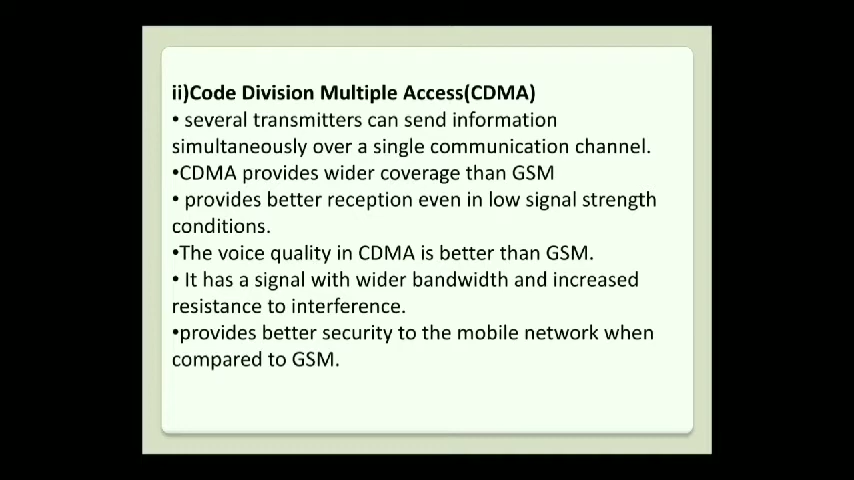 ii)Code Division Multiple Access(CDMA)
• several transmitters can send information
simultaneously over a single communication channel.
•CDMA provides wider coverage than GSM
• provides better reception even in low signal strength
conditions.
•The voice quality in CDMA is better than GSM.
• It has a signal with wider bandwidth and increased
resistance to interference.
•provides better security to the mobile network when
compared to GSM.